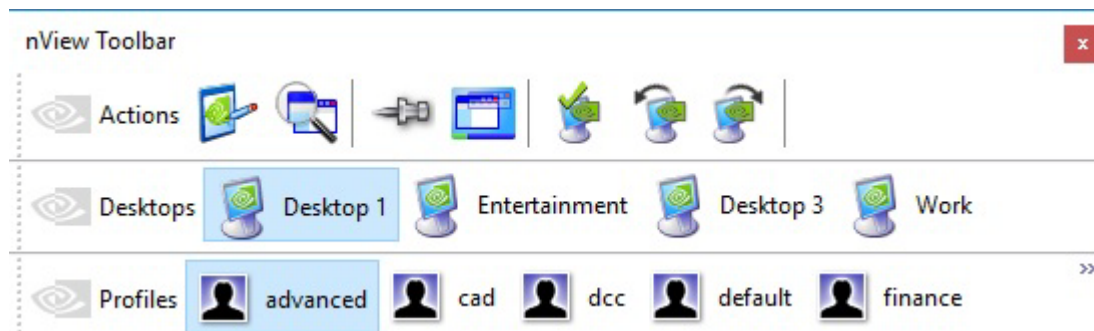 nView Toolbar
Actions
Desktops Desktop 1 Entertainment Desktop 3 Work
Profiles advanced cad dcc default finance